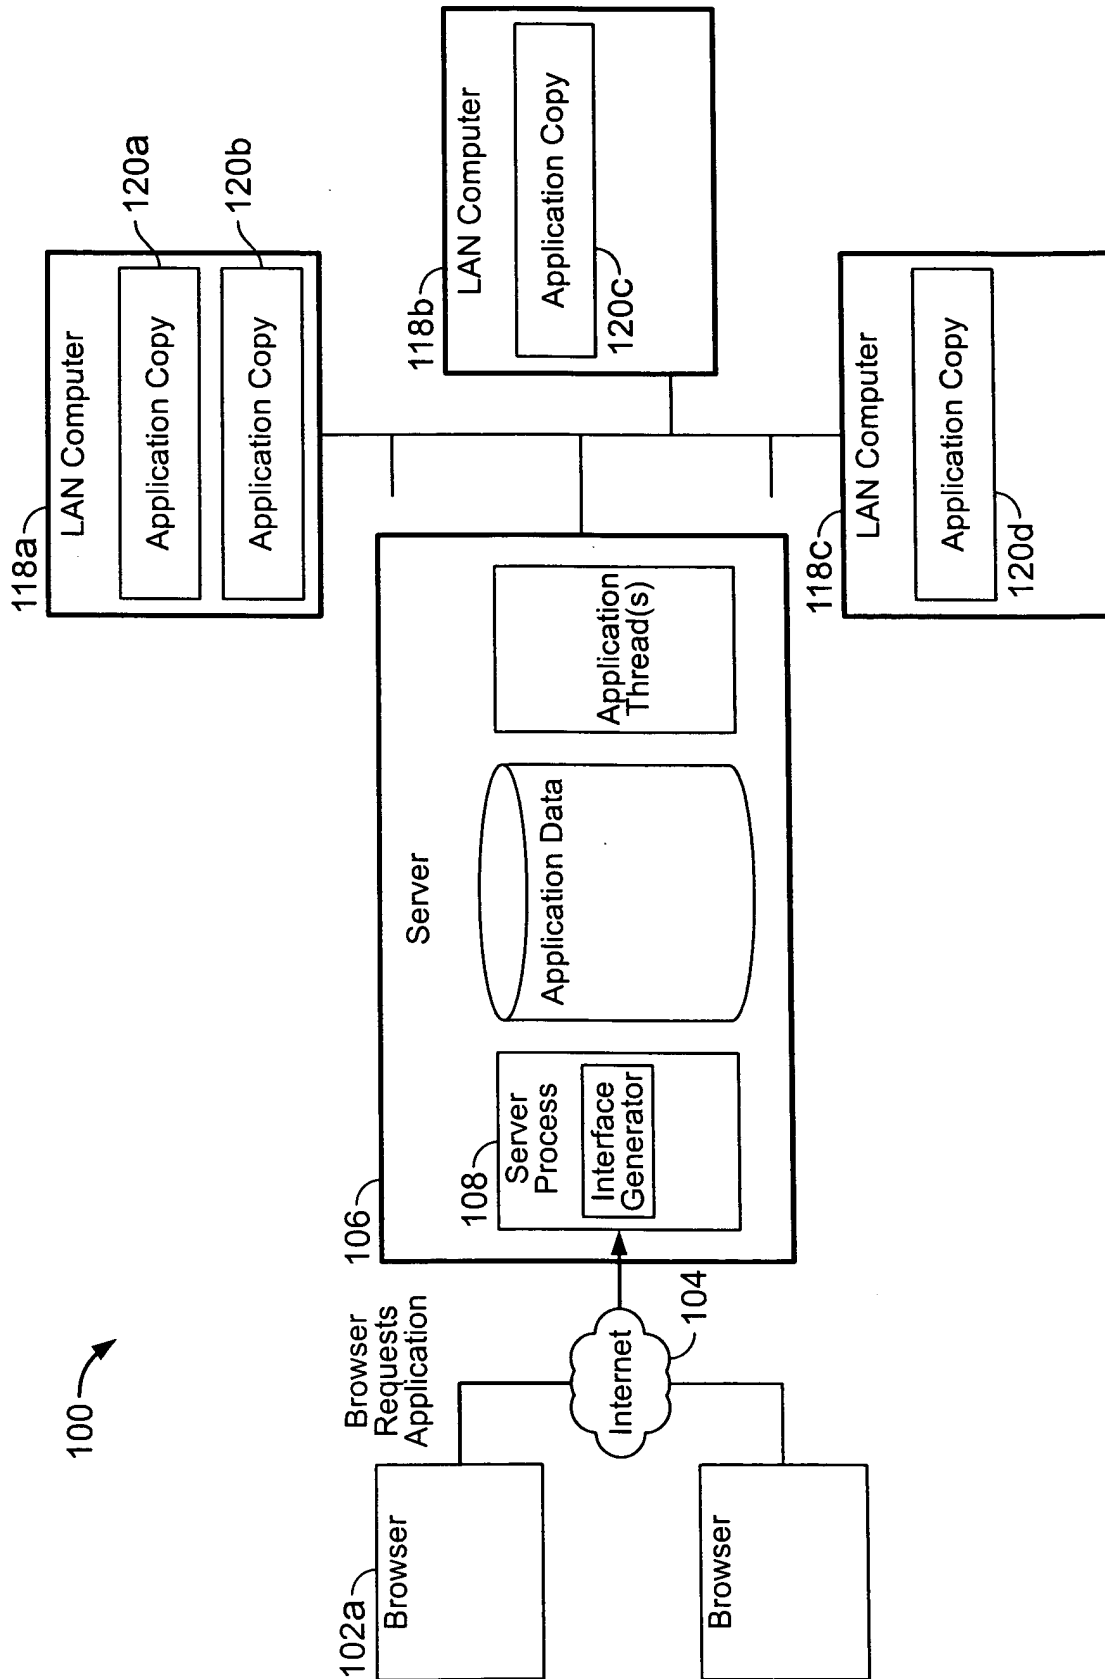 100
102a
Browser
Browser
Requests
Application
Internet
104
Browser
106
Server
108
Server
Process
Interface
Generator
Application Data
Application
Thread(s)
118a
LAN Computer
Application Copy
120a
Application Copy
120b
118b
LAN Computer
Application Copy
120c
118c
LAN Computer
Application Copy
120d